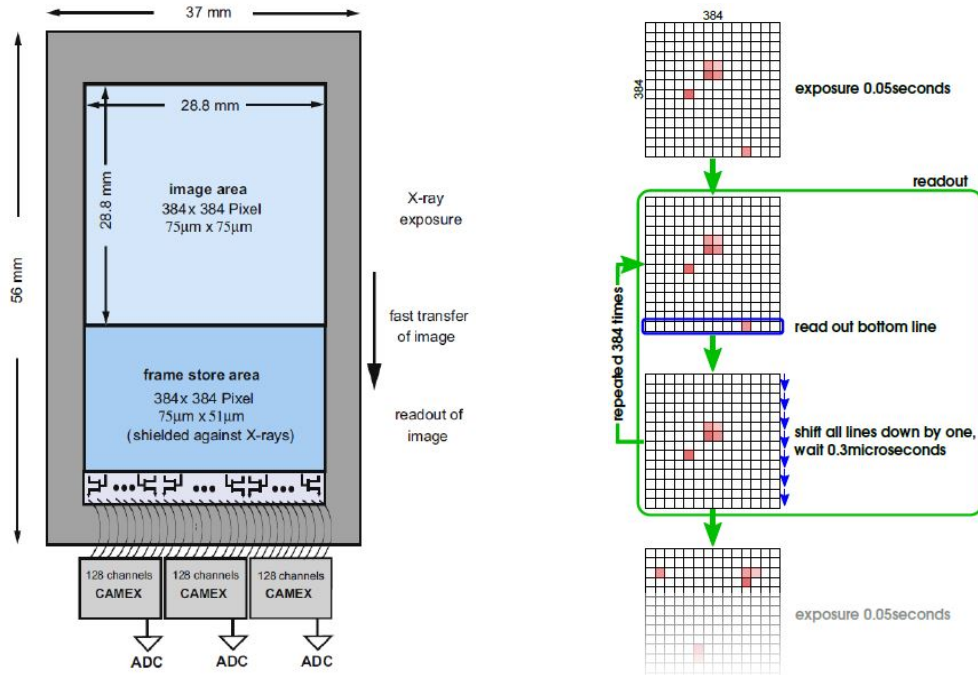 37 mm
56 mm
28.8 mm
28.8 mm
image area
384x 384 Pixel
75µm x 75µm
X-ray
exposure
fast transfer
of image
frame store area
384x 384 Pixel
75µm x 51µm
(shielded against X-rays)
readout of
image
128 channels
CAMEX
128 channels
CAMEX
128 channels
CAMEX
ADC
ADC
ADC
384
384
exposure 0.05seconds
readout
repeated 384 times
read out bottom line
shift all lines down by one,
wait 0.3microseconds
exposure 0.05seconds